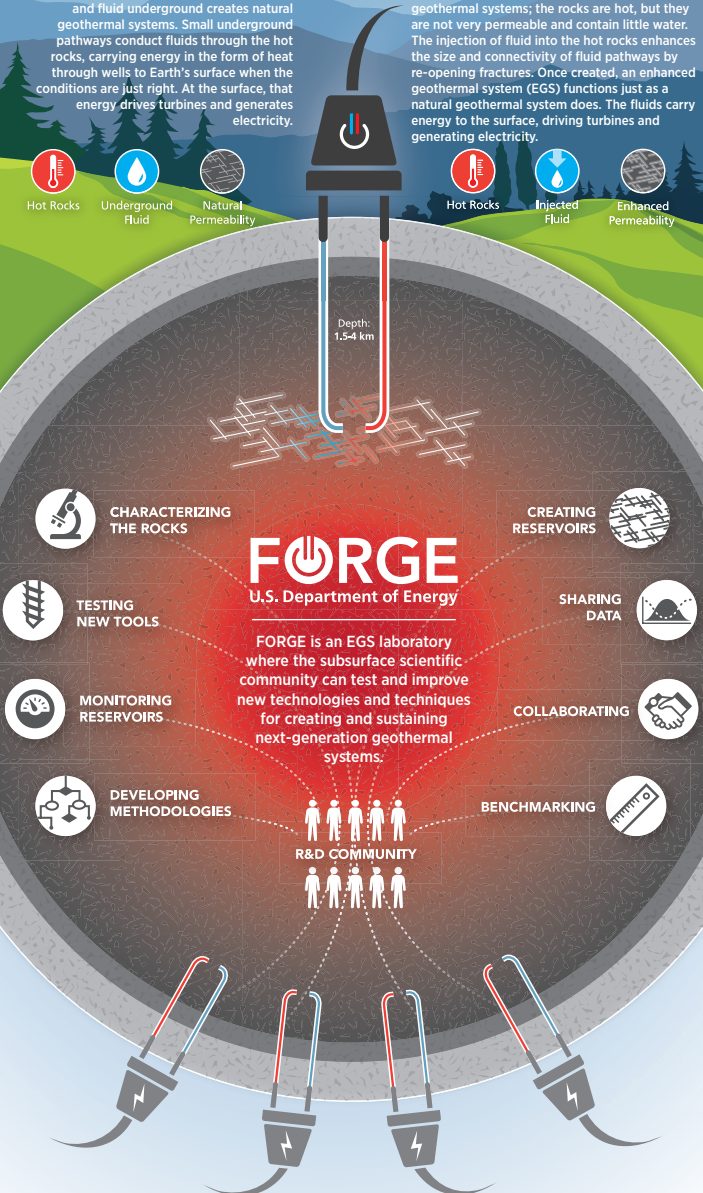 and fluid underground creates natural
geothermal systems. Small underground
pathways conduct fluids through the hot
rocks, carrying energy in the form of heat
through wells to Earth's surface when the
conditions are just right. At the surface, that
energy drives turbines and generates
electricity.
Hot Rocks
Underground
Fluid
Natural
Permeability
geothermal systems; the rocks are hot, but they
are not very permeable and contain little water.
The injection of fluid into the hot rocks enhances
the size and connectivity of fluid pathways by
re-opening fractures. Once created, an enhanced
geothermal system (EGS) functions just as a
natural geothermal system does. The fluids carry
energy to the surface, driving turbines and
generating electricity.
Hot Rocks
Injected
Fluid
Enhanced
Permeability
Depth:
1.5-4 km
CHARACTERIZING
THE ROCKS
TESTING
NEW TOOLS
MONITORING
RESERVOIRS
DEVELOPING
METHODOLOGIES
FORGE
U.S. Department of Energy
FORGE is an EGS laboratory
where the subsurface scientific
community can test and improve
new technologies and techniques
for creating and sustaining
next-generation geothermal
systems.
CREATING
RESERVOIRS
SHARING
DATA
COLLABORATING
BENCHMARKING
R&D COMMUNITY